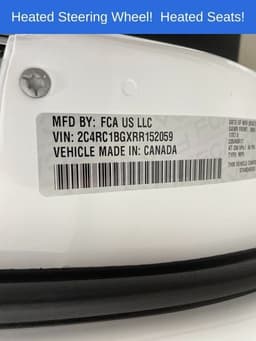 Heated Steering Wheel!  Heated Seats!
MFD BY: FCA US LLC
VIN: 2C4RC1BGXRR152059
VEHICLE MADE IN: CANADA